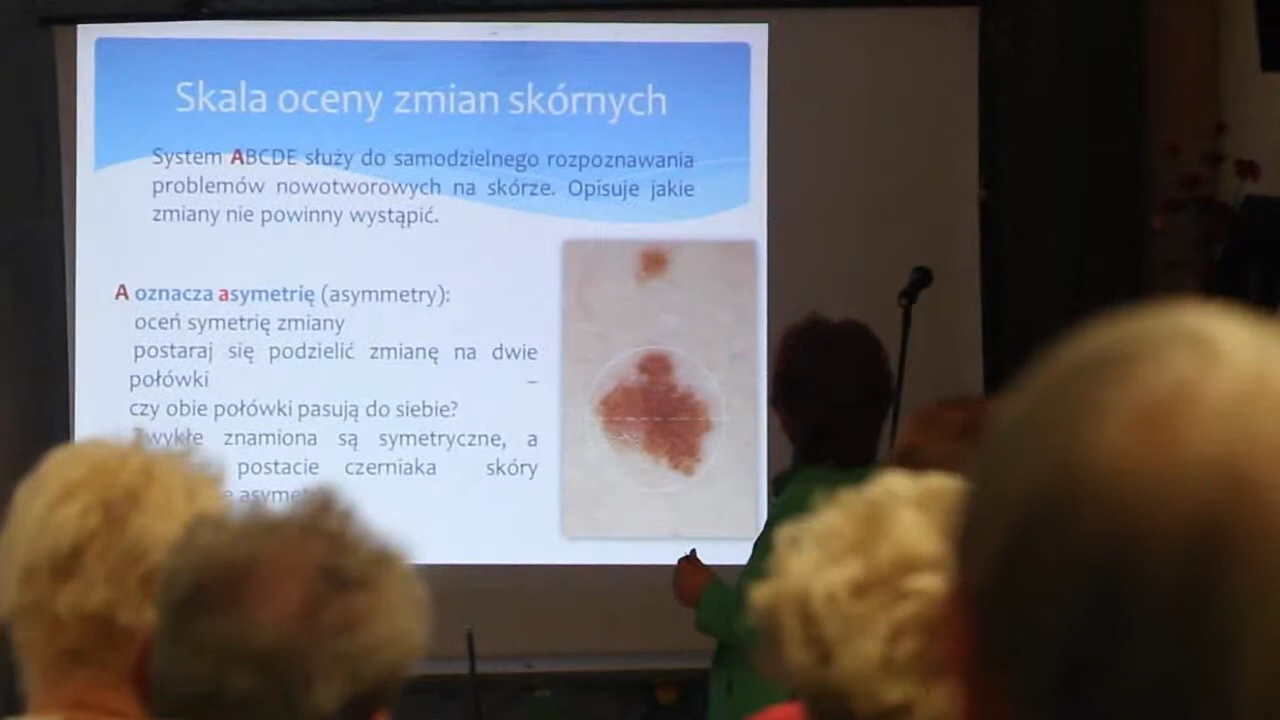 Skala oceny zmian skórnych
System ABCDE służy do samodzielnego rozpoznawania
problemów nowotworowych na skórze. Opisuje jakie
zmiany nie powinny wystąpić.
A oznacza asymetrię (asymmetry):
oceń symetrię zmiany
postaraj się podzielić zmianę na dwie
połówki –
czy obie połówki pasują do siebie?
Zwykłe znamiona są symetryczne, a
postacie czerniaka skóry